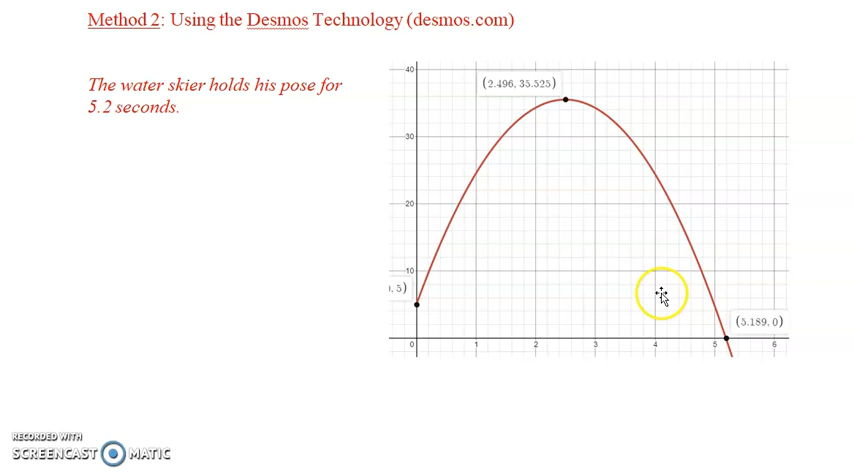 Method 2: Using the Desmos Technology (desmos.com)
The water skier holds his pose for
5.2 seconds.
40
(2.496, 35.525)
30
20
10
, 5)
(5.189, 0)
0 1 2 3 4 5 6
RECORDED WITH
SCREENCAST MATIC